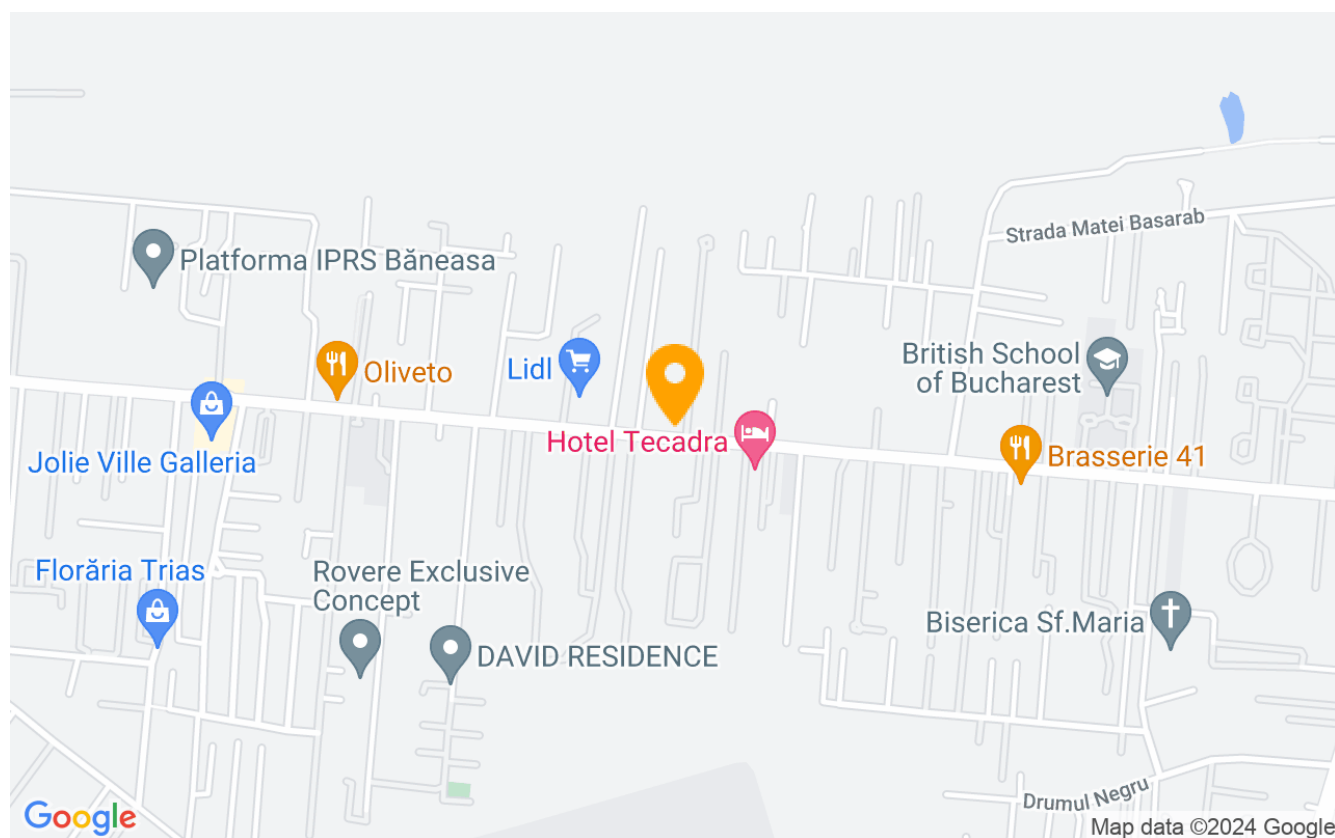 Strada Matei Basarab
Platforma IPRS Băneasa
British School
of Bucharest
Oliveto
Lidl
Hotel Tecadra
Brasserie 41
Jolie Ville Galleria
Florăria Trias
Rovere Exclusive
Concept
Biserica Sf.Maria
DAVID RESIDENCE
Drumul Negru
Google
Map data ©2024 Google